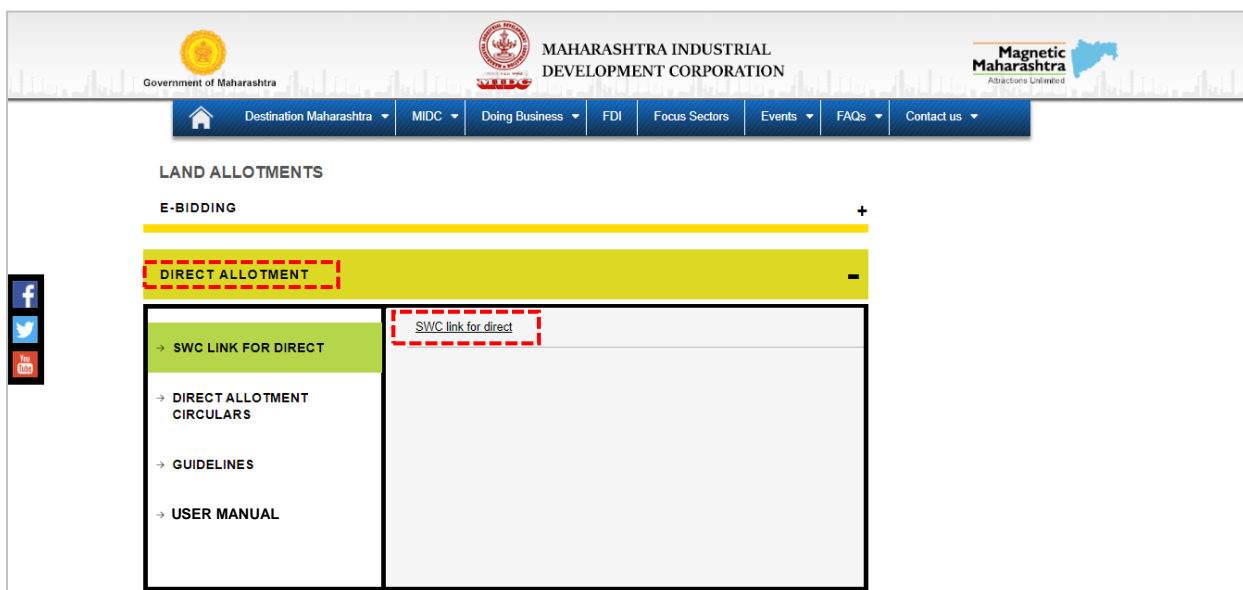 Government of Maharashtra
MIDC
MAHARASHTRA INDUSTRIAL
DEVELOPMENT CORPORATION
Magnetic
Maharashtra
Attractions Unlimited
Destination Maharashtra
MIDC
Doing Business
FDI
Focus Sectors
Events
FAQs
Contact us
LAND ALLOTMENTS
E-BIDDING +
DIRECT ALLOTMENT -
→ SWC LINK FOR DIRECT
SWC link for direct
→ DIRECT ALLOTMENT
CIRCULARS
→ GUIDELINES
→ USER MANUAL
f
You
Tube